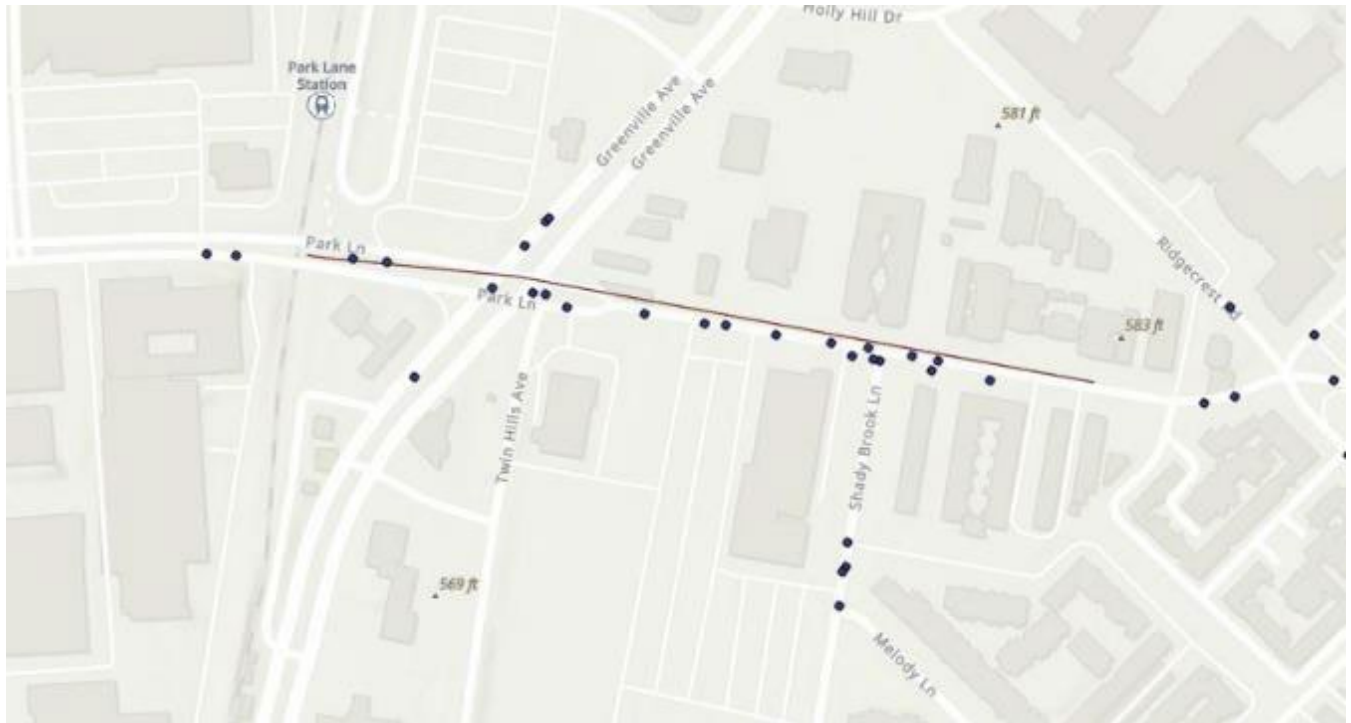 Holly Hill Dr
Park Lane
Station
Greenville Ave
Greenville Ave
581 ft
Park Ln
Ridgecrest Rd
Park Ln
583 ft
Twin Hills Ave
Shady Brook Ln
569 ft
Melody Ln